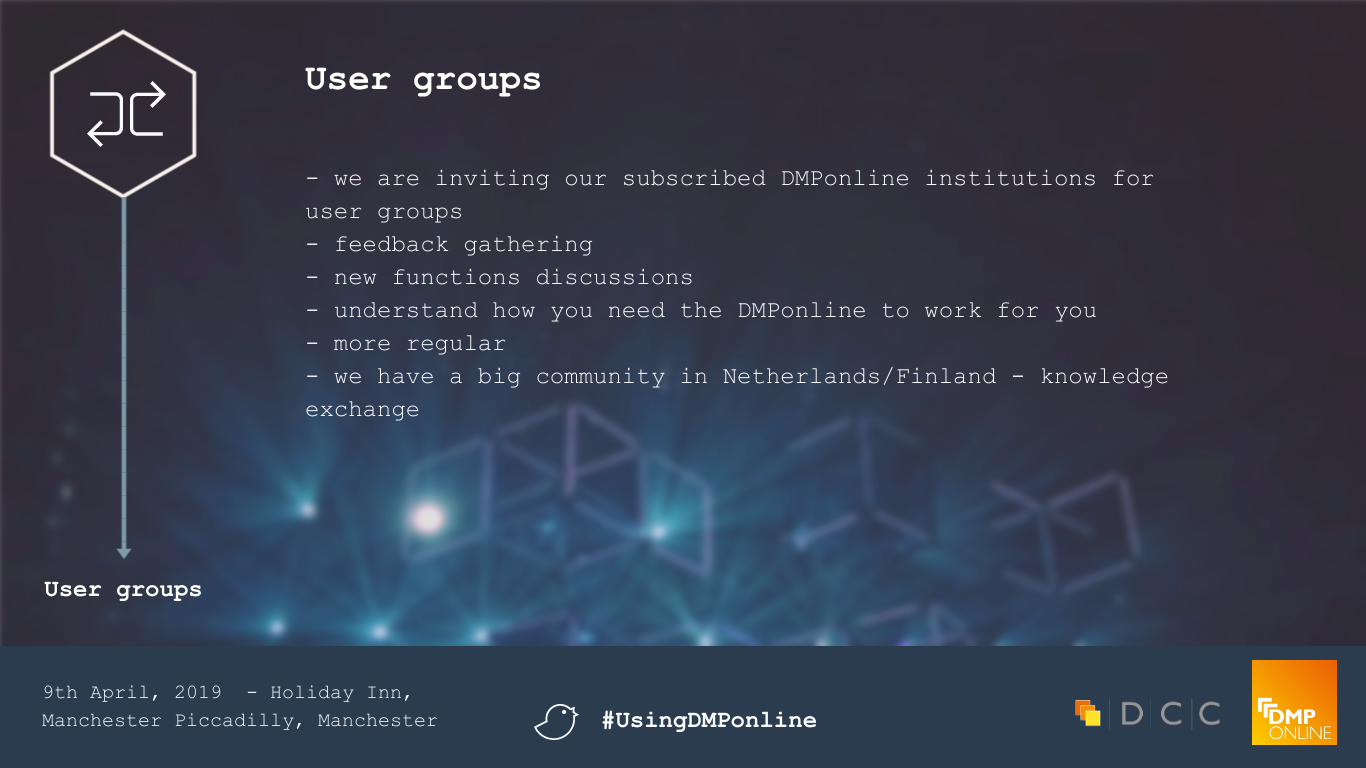 User groups
- we are inviting our subscribed DMPonline institutions for
user groups
- feedback gathering
- new functions discussions
- understand how you need the DMPonline to work for you
- more regular
- we have a big community in Netherlands/Finland - knowledge
exchange
User groups
9th April, 2019 - Holiday Inn,
Manchester Piccadilly, Manchester
#UsingDMPonline
DCC
DMP
ONLINE